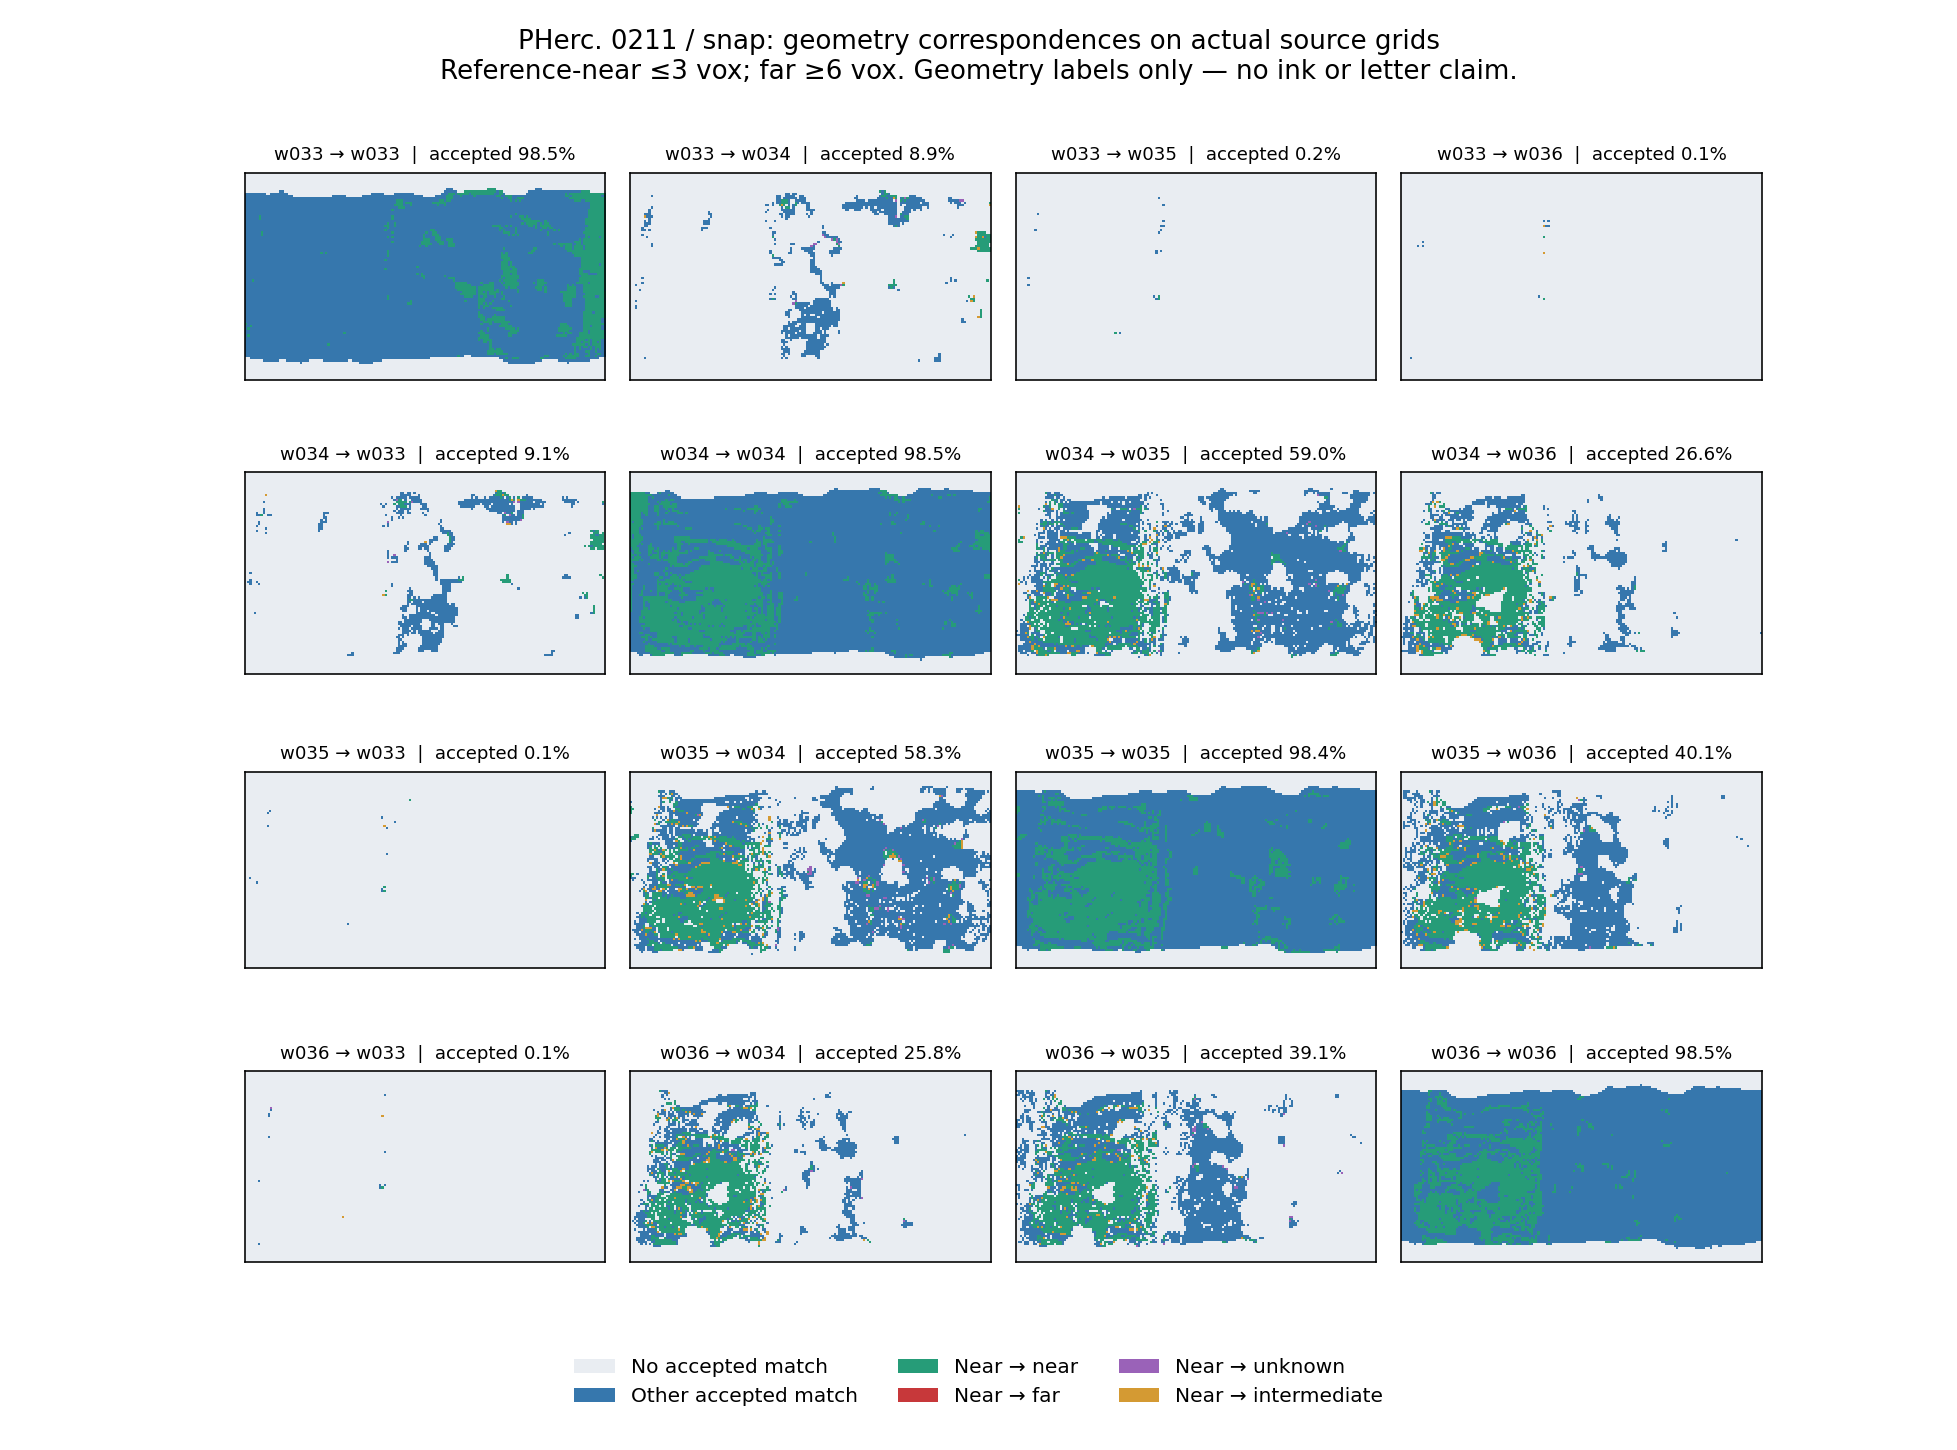 PHerc. 0211 / snap: geometry correspondences on actual source grids
Reference-near ≤3 vox; far ≥6 vox. Geometry labels only — no ink or letter claim.
w033 → w033 | accepted 98.5%
w033 → w034 | accepted 8.9%
w033 → w035 | accepted 0.2%
w033 → w036 | accepted 0.1%
w034 → w033 | accepted 9.1%
w034 → w034 | accepted 98.5%
w034 → w035 | accepted 59.0%
w034 → w036 | accepted 26.6%
w035 → w033 | accepted 0.1%
w035 → w034 | accepted 58.3%
w035 → w035 | accepted 98.4%
w035 → w036 | accepted 40.1%
w036 → w033 | accepted 0.1%
w036 → w034 | accepted 25.8%
w036 → w035 | accepted 39.1%
w036 → w036 | accepted 98.5%
No accepted match
Other accepted match
Near → near
Near → far
Near → unknown
Near → intermediate